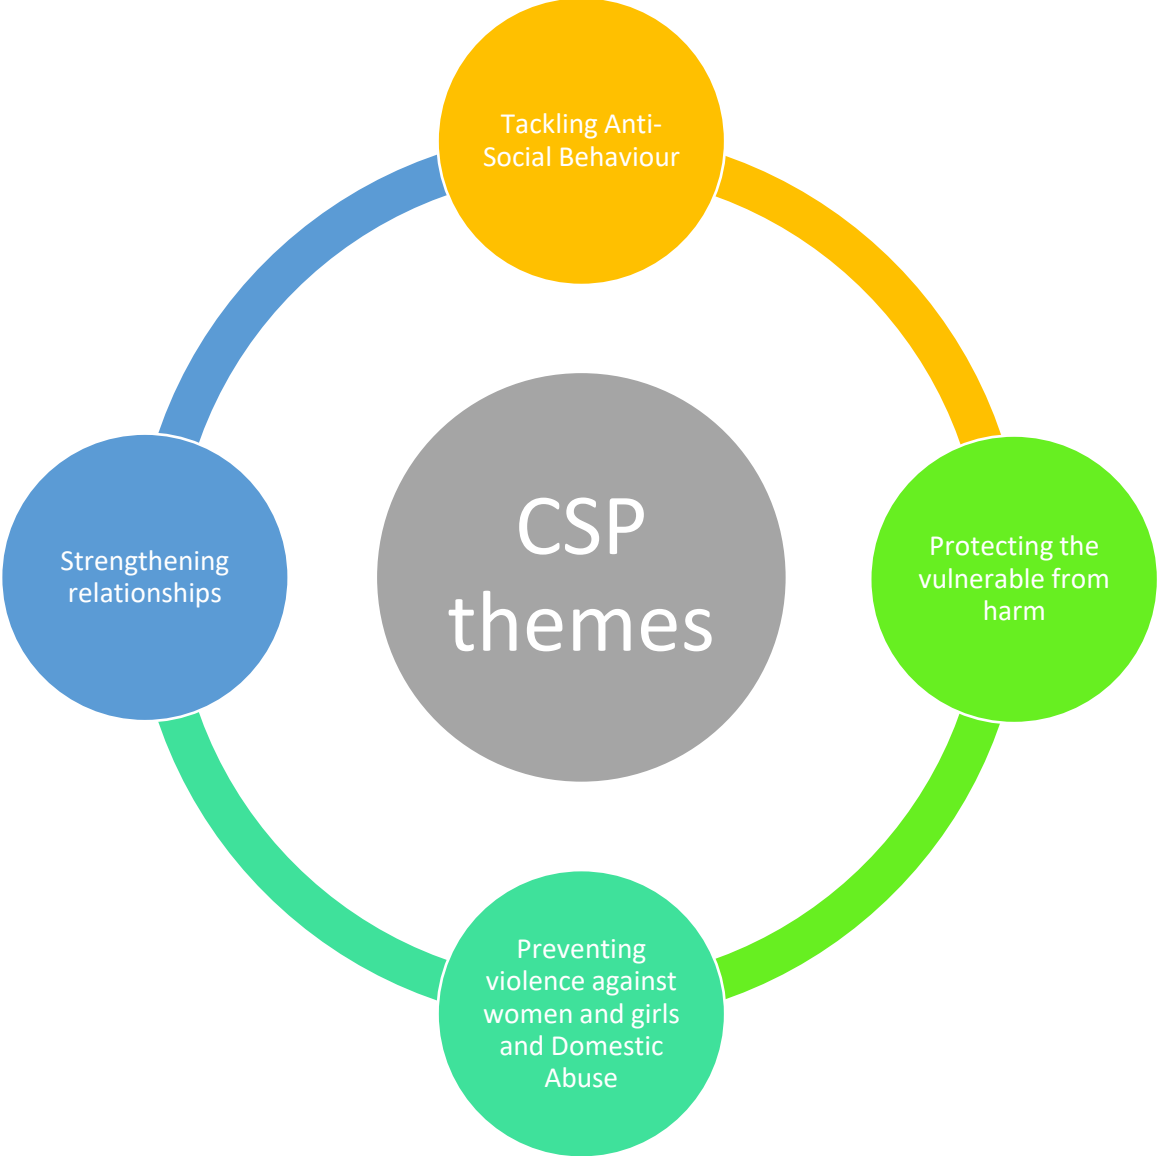 Tackling Anti-
Social Behaviour
Strengthening
relationships
CSP
themes
Protecting the
vulnerable from
harm
Preventing
violence against
women and girls
and Domestic
Abuse